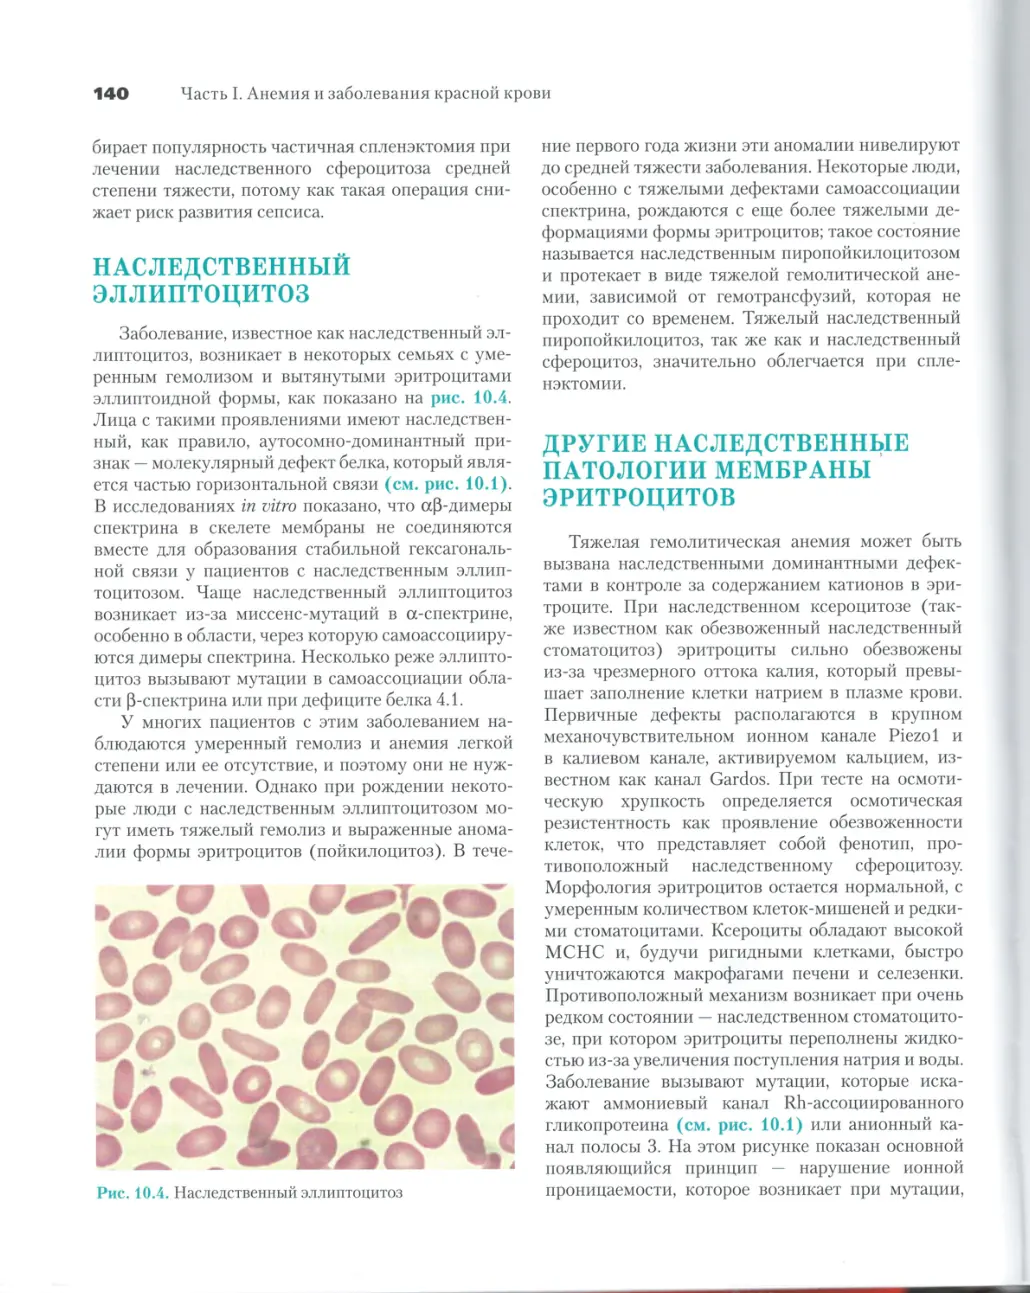 140 Часть I. Анемия и заболевания красной крови
бирает популярность частичная спленэктомия при
лечении наследственного сфероцитоза средней
степени тяжести, потому как такая операция сни-
жает риск развития сепсиса.
НАСЛЕДСТВЕННЫЙ
ЭЛЛИПТОЦИТОЗ
Заболевание, известное как наследственный эл-
липтоцитоз, возникает в некоторых семьях с уме-
ренным гемолизом и вытянутыми эритроцитами
эллиптоидной формы, как показано на рис. 10.4.
Лица с такими проявлениями имеют наследствен-
ный, как правило, аутосомно-доминантный при-
знак — молекулярный дефект белка, который явля-
ется частью горизонтальной связи (см. рис. 10.1).
В исследованиях in vitro показано, что αβ-димеры
спектрина в скелете мембраны не соединяются
вместе для образования стабильной гексагональ-
ной связи у пациентов с наследственным эллип-
тоцитозом. Чаще наследственный эллиптоцитоз
возникает из-за миссенс-мутаций в α-спектрине,
особенно в области, через которую самоассоцииру-
ются димеры спектрина. Несколько реже эллипто-
цитоз вызывают мутации в самоассоциации обла-
сти β-спектрина или при дефиците белка 4.1.
У многих пациентов с этим заболеванием на-
блюдаются умеренный гемолиз и анемия легкой
степени или ее отсутствие, и поэтому они не нуж-
даются в лечении. Однако при рождении некото-
рые люди с наследственным эллиптоцитозом мо-
гут иметь тяжелый гемолиз и выраженные анома-
лии формы эритроцитов (пойкилоцитоз). В тече-
Рис. 10.4. Наследственный эллиптоцитоз
ние первого года жизни эти аномалии нивелируют
до средней тяжести заболевания. Некоторые люди,
особенно с тяжелыми дефектами самоассоциации
спектрина, рождаются с еще более тяжелыми де-
формациями формы эритроцитов; такое состояние
называется наследственным пиропойкилоцитозом
и протекает в виде тяжелой гемолитической ане-
мии, зависимой от гемотрансфузий, которая не
проходит со временем. Тяжелый наследственный
пиропойкилоцитоз, так же как и наследственный
сфероцитоз, значительно облегчается при спле-
нэктомии.
ДРУГИЕ НАСЛЕДСТВЕННЫЕ
ПАТОЛОГИИ МЕМБРАНЫ
ЭРИТРОЦИТОВ
Тяжелая гемолитическая анемия может быть
вызвана наследственными доминантными дефек-
тами в контроле за содержанием катионов в эри-
троците. При наследственном ксероцитозе (так-
же известном как обезвоженный наследственный
стоматоцитоз) эритроциты сильно обезвожены
из-за чрезмерного оттока калия, который превы-
шает заполнение клетки натрием в плазме крови.
Первичные дефекты располагаются в крупном
механочувствительном ионном канале Piezo1 и
в калиевом канале, активируемом кальцием, из-
вестном как канал Gardos. При тесте на осмоти-
ческую хрупкость определяется осмотическая
резистентность как проявление обезвоженности
клеток, что представляет собой фенотип, про-
тивоположный наследственному сфероцитозу.
Морфология эритроцитов остается нормальной, с
умеренным количеством клеток-мишеней и редки-
ми стоматоцитами. Ксероциты обладают высокой
МСНС и, будучи ригидными клетками, быстро
уничтожаются макрофагами печени и селезенки.
Противоположный механизм возникает при очень
редком состоянии — наследственном стоматоцито-
зе, при котором эритроциты переполнены жидко-
стью из-за увеличения поступления натрия и воды.
Заболевание вызывают мутации, которые иска-
жают аммониевый канал Rh-ассоциированного
гликопротеина (см. рис. 10.1) или анионный ка-
нал полосы 3. На этом рисунке показан основной
появляющийся принцип — нарушение ионной
проницаемости, которое возникает при мутации,